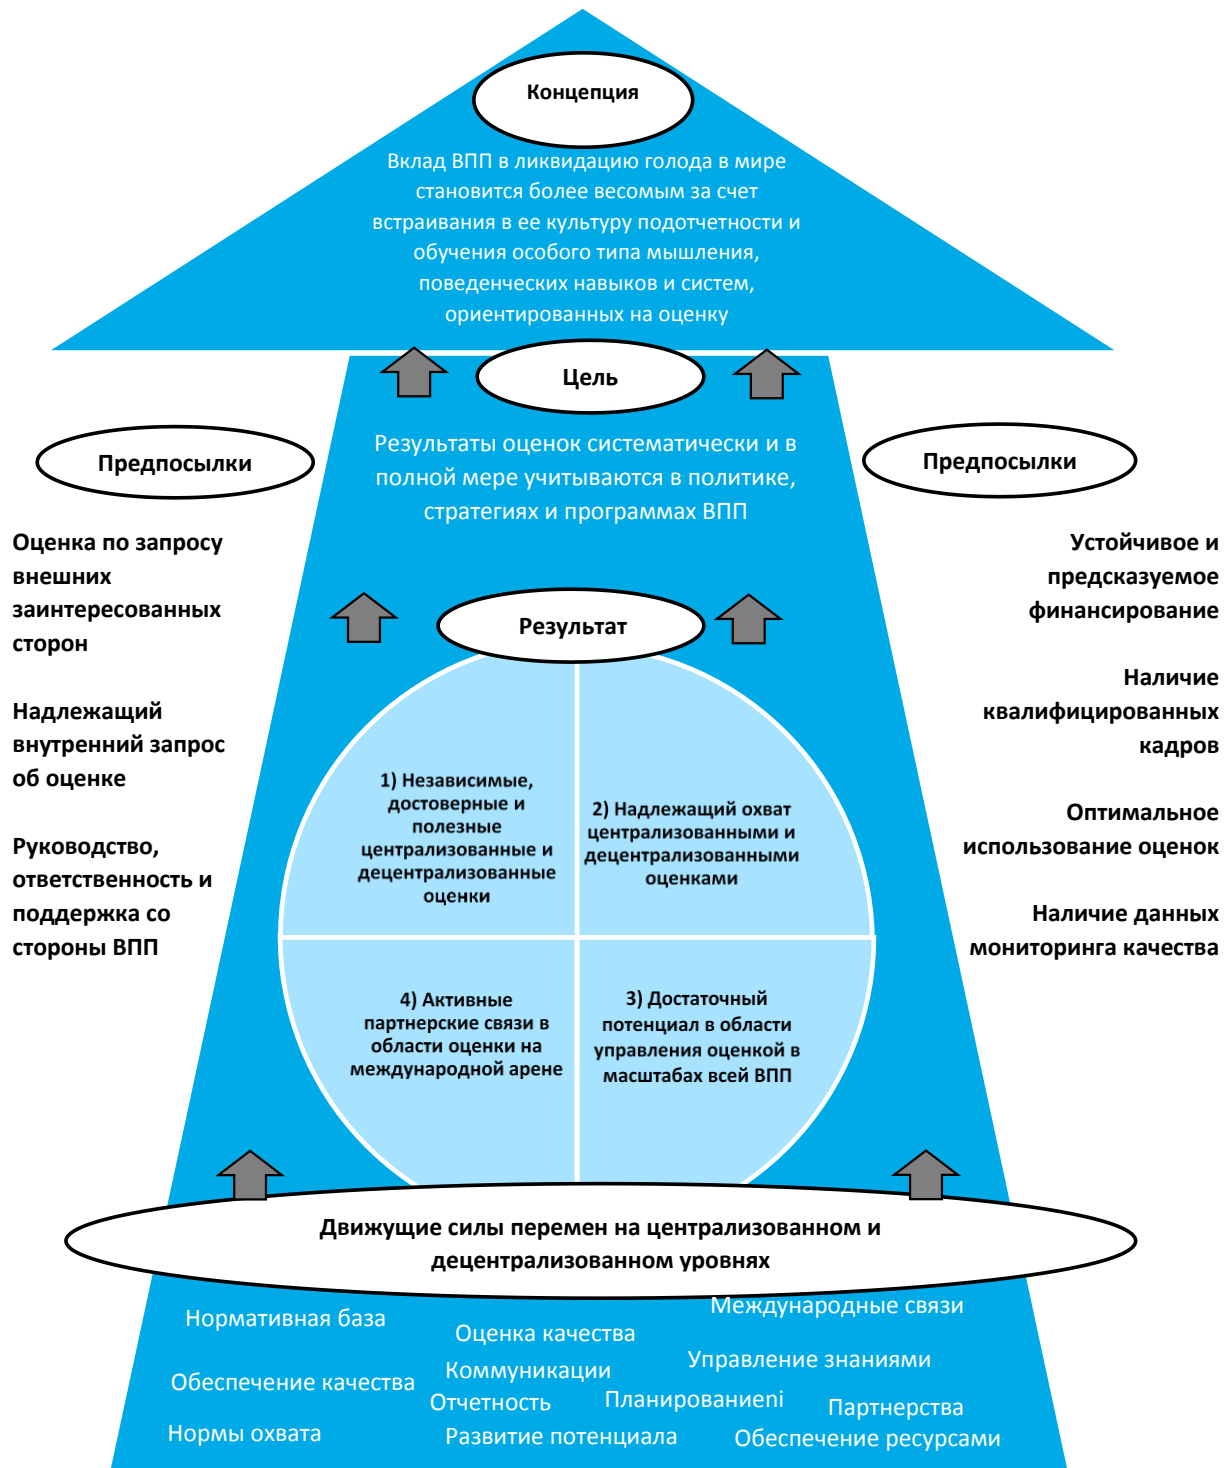 Концепция
Вклад ВПП в ликвидацию голода в мире
становится более весомым за счет
встраивания в ее культуру подотчетности и
обучения особого типа мышления,
поведенческих навыков и систем,
ориентированных на оценку
Цель
Результаты оценок систематически и в
полной мере учитываются в политике,
стратегиях и программах ВПП
Предпосылки
Оценка по запросу
внешних
заинтересованных
сторон
Надлежащий
внутренний запрос
об оценке
Руководство,
ответственность и
поддержка со
стороны ВПП
Предпосылки
Устойчивое и
предсказуемое
финансирование
Наличие
квалифицированных
кадров
Оптимальное
использование оценок
Наличие данных
мониторинга качества
Результат
1) Независимые,
достоверные и
полезные
централизованные и
децентрализованные
оценки
2) Надлежащий охват
централизованными и
децентрализованными
оценками
4) Активные
партнерские связи в
области оценки на
международной арене
3) Достаточный
потенциал в области
управления оценкой в
масштабах всей ВПП
Движущие силы перемен на централизованном и
децентрализованном уровнях
Нормативная база
Оценка качества
Международные связи
Обеспечение качества
Коммуникации
Управление знаниями
Отчетность
Планированиеni
Партнерства
Нормы охвата
Развитие потенциала
Обеспечение ресурсами